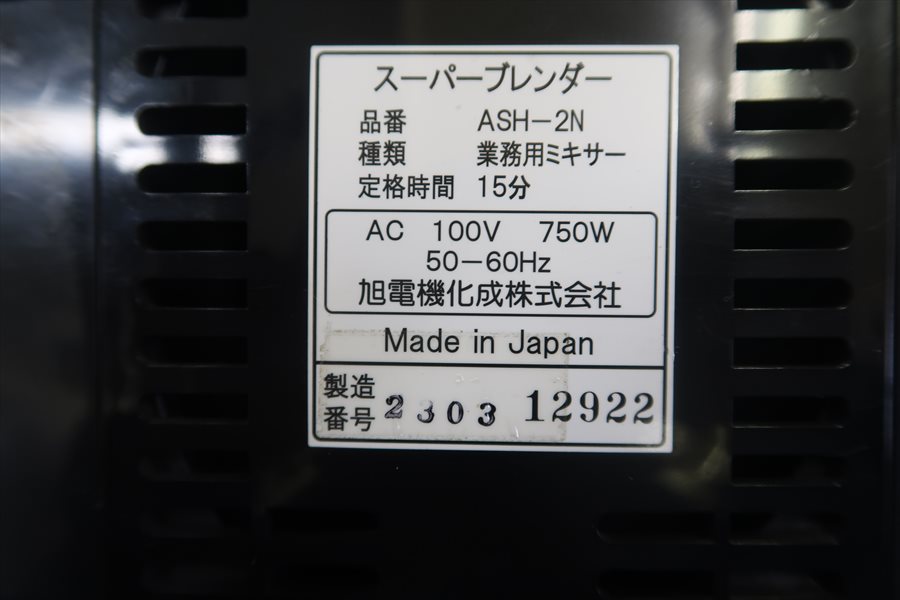 スーパーブレンダー
品番 ASH-2N
種類 業務用ミキサー
定格時間 15分
AC 100V 750W
50-60Hz
旭電機化成株式会社
Made in Japan
製造番号 2303 12922